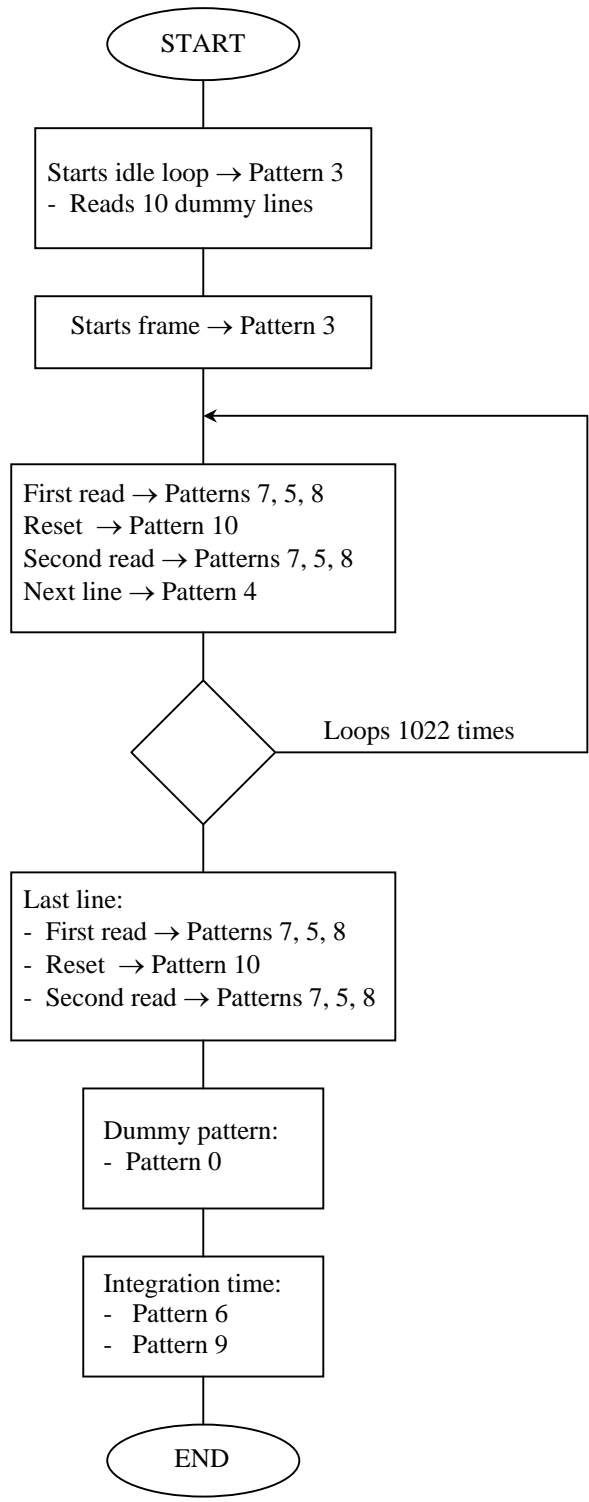 START
Starts idle loop → Pattern 3
- Reads 10 dummy lines
Starts frame → Pattern 3
First read → Patterns 7, 5, 8
Reset → Pattern 10
Second read → Patterns 7, 5, 8
Next line → Pattern 4
Loops 1022 times
Last line:
- First read → Patterns 7, 5, 8
- Reset → Pattern 10
- Second read → Patterns 7, 5, 8
Dummy pattern:
- Pattern 0
Integration time:
- Pattern 6
- Pattern 9
END